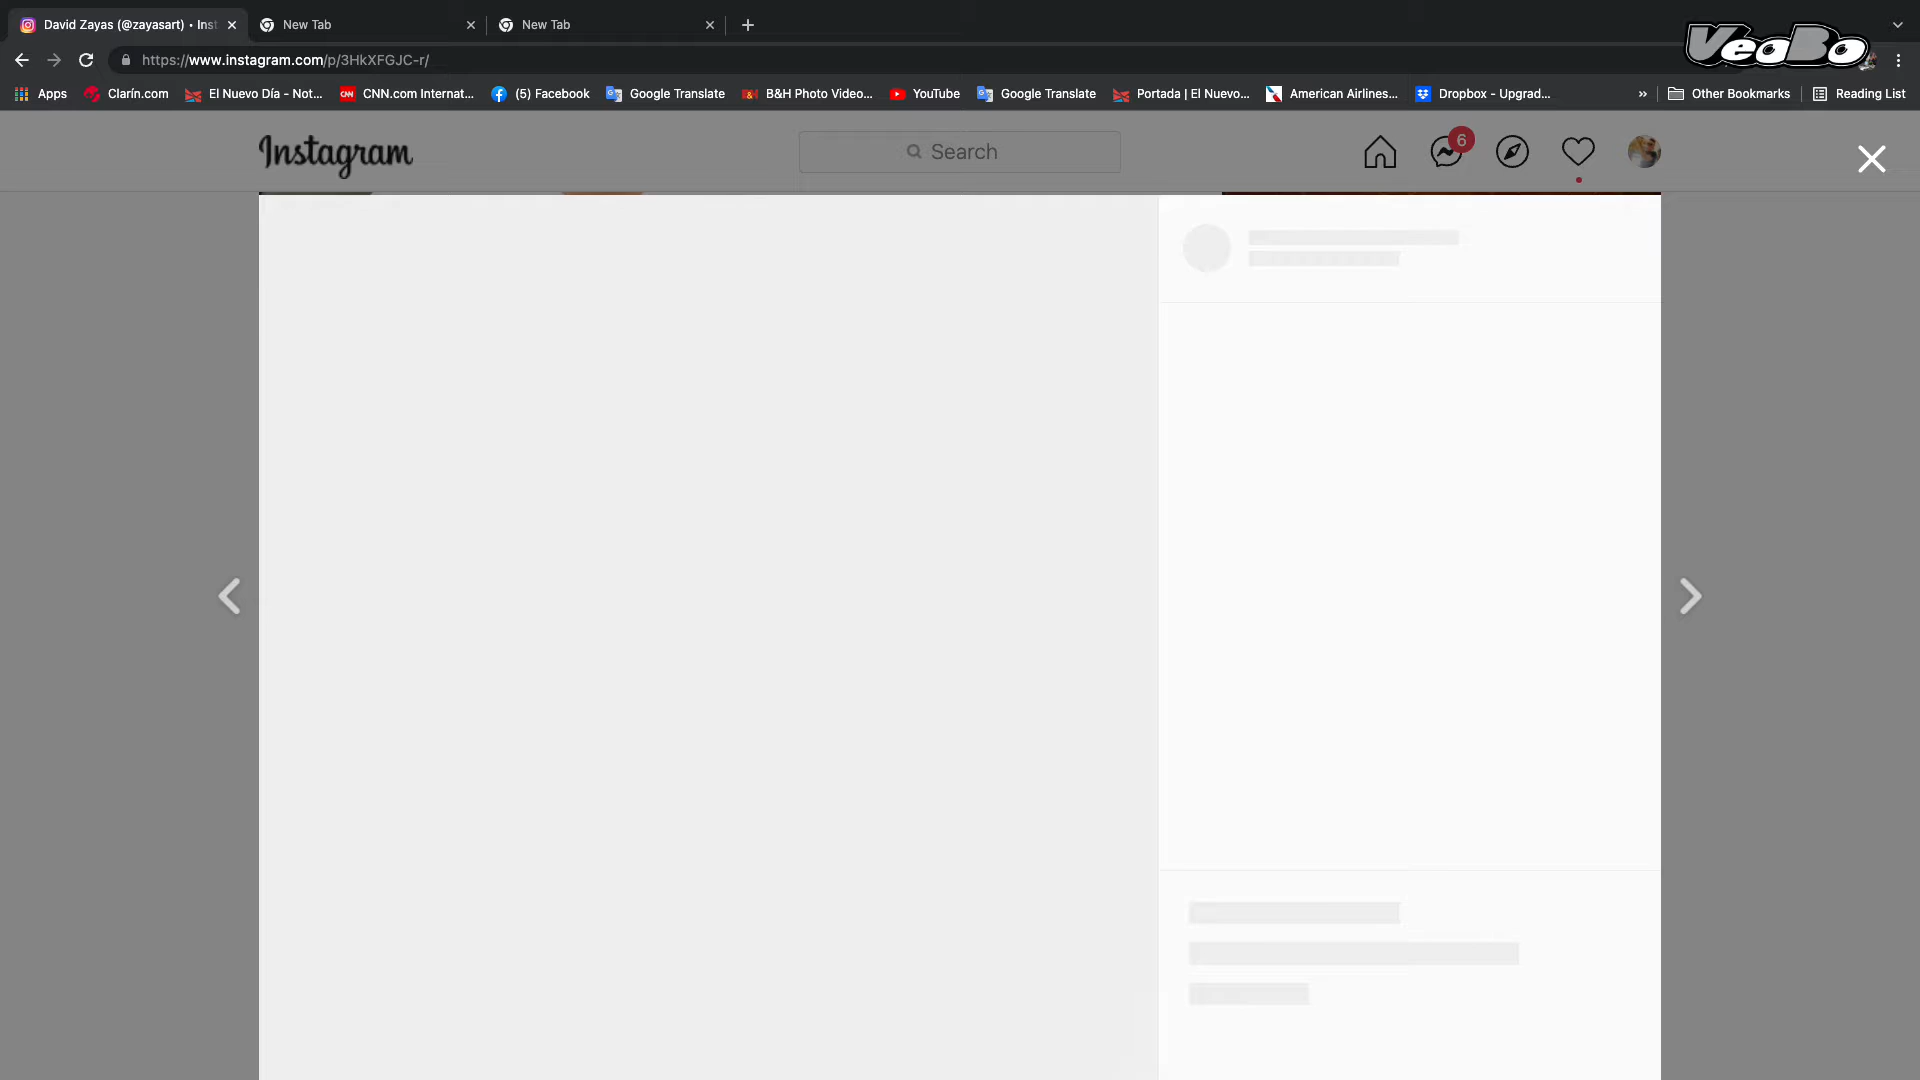 David Zayas (@zayasart) • Inst
New Tab
New Tab
VeaBo
https://www.instagram.com/p/3HkXFGJC-r/
Apps
Clarín.com
El Nuevo Día - Not...
CNN.com Internat...
(5) Facebook
Google Translate
B&H Photo Video...
YouTube
Google Translate
Portada | El Nuevo...
American Airlines...
Dropbox - Upgrad...
»
Other Bookmarks
Reading List
Instagram
Search
6